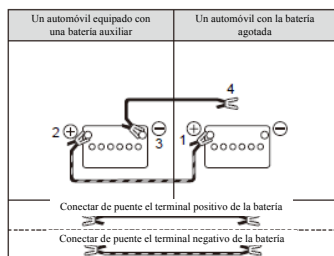 Un automóvil equipado con
una batería auxiliar
Un automóvil con la batería
agotada
4
2 ⊕ ⊖ 3
1 ⊕ ⊖
Conectar de puente el terminal positivo de la batería
Conectar de puente el terminal negativo de la batería